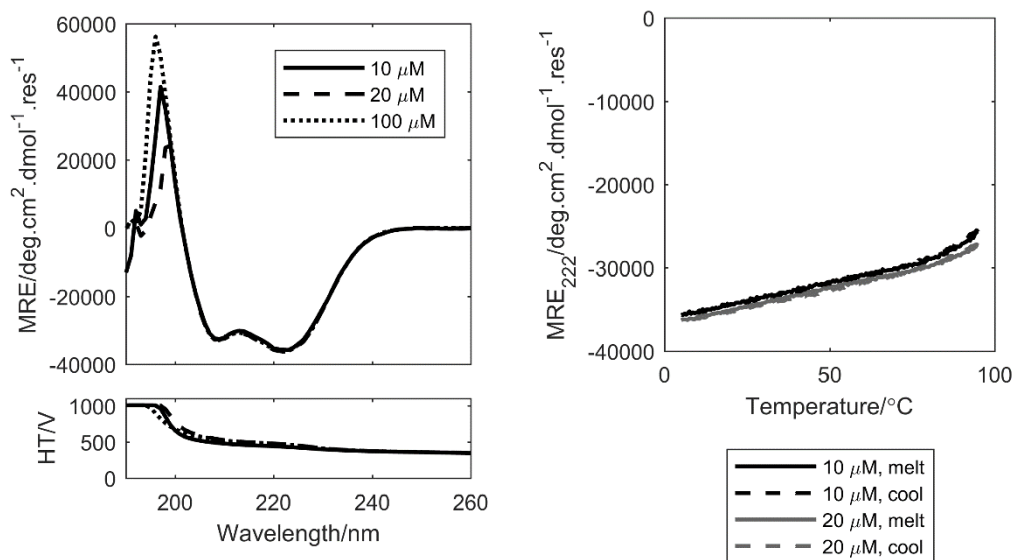 60000
40000
20000
0
-20000
-40000
MRE/deg.cm².dmol⁻¹.res⁻¹
10 μM
20 μM
100 μM
1000
500
0
HT/V
200
220
240
260
Wavelength/nm
0
-10000
-20000
-30000
-40000
MRE₂₂₂/deg.cm².dmol⁻¹.res⁻¹
0
50
100
Temperature/°C
10 μM, melt
10 μM, cool
20 μM, melt
20 μM, cool